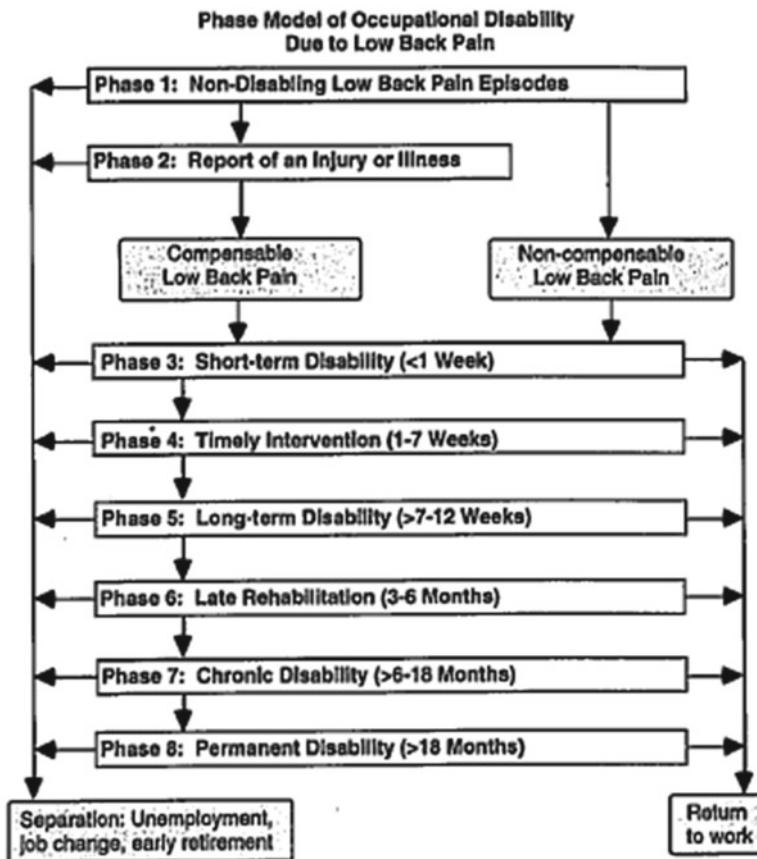 Phase Model of Occupational Disability
Due to Low Back Pain
Phase 1: Non-Disabling Low Back Pain Episodes
Phase 2: Report of an Injury or Illness
Compensable
Low Back Pain
Non-compensable
Low Back Pain
Phase 3: Short-term Disability (<1 Week)
Phase 4: Timely Intervention (1-7 Weeks)
Phase 5: Long-term Disability (>7-12 Weeks)
Phase 6: Late Rehabilitation (3-6 Months)
Phase 7: Chronic Disability (>6-18 Months)
Phase 8: Permanent Disability (>18 Months)
Separation: Unemployment,
job change, early retirement
Return
to work